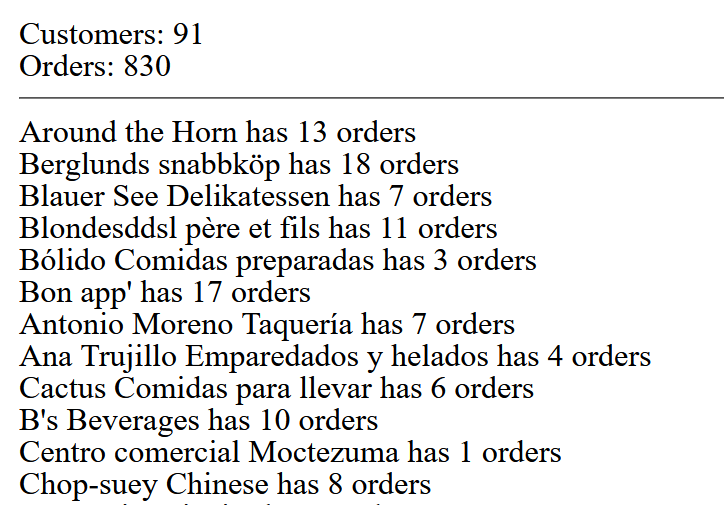 Customers: 91
Orders: 830
Around the Horn has 13 orders
Berglunds snabbköp has 18 orders
Blauer See Delikatessen has 7 orders
Blondesddsl père et fils has 11 orders
Bólido Comidas preparadas has 3 orders
Bon app' has 17 orders
Antonio Moreno Taquería has 7 orders
Ana Trujillo Emparedados y helados has 4 orders
Cactus Comidas para llevar has 6 orders
B's Beverages has 10 orders
Centro comercial Moctezuma has 1 orders
Chop-suey Chinese has 8 orders